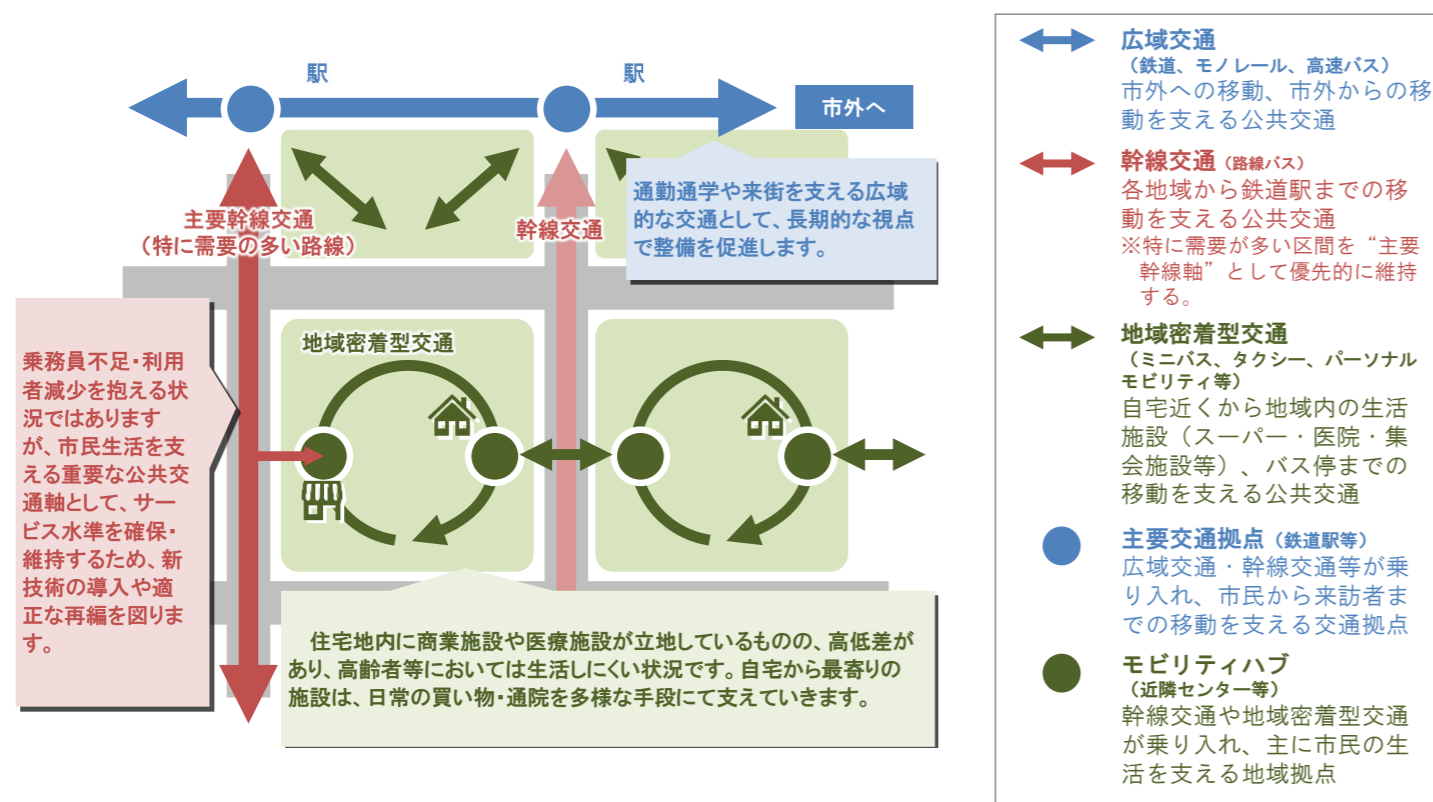 駅
駅
市外へ
主要幹線交通
(特に需要の多い路線)
幹線交通
通勤通学や来街を支える広域
的な交通として、長期的な視点
で整備を促進します。
乗務員不足・利用
者減少を抱える状
況ではあります
が、市民生活を支
える重要な公共交
通軸として、サー
ビス水準を確保・
維持するため、新
技術の導入や適
正な再編を図りま
す。
地域密着型交通
住宅地内に商業施設や医療施設が立地しているものの、高低差が
あり、高齢者等においては生活しにくい状況です。自宅から最寄りの
施設は、日常の買い物・通院を多様な手段にて支えていきます。
広域交通
(鉄道、モノレール、高速バス)
市外への移動、市外からの移
動を支える公共交通
幹線交通(路線バス)
各地域から鉄道駅までの移
動を支える公共交通
※特に需要が多い区間を“主要
幹線軸”として優先的に維持
する。
地域密着型交通
(ミニバス、タクシー、パーソナル
モビリティ等)
自宅近くから地域内の生活
施設(スーパー・医院・集
会施設等)、バス停までの
移動を支える公共交通
主要交通拠点(鉄道駅等)
広域交通・幹線交通等が乗
り入れ、市民から来訪者ま
での移動を支える交通拠点
モビリティハブ
(近隣センター等)
幹線交通や地域密着型交通
が乗り入れ、主に市民の生
活を支える地域拠点